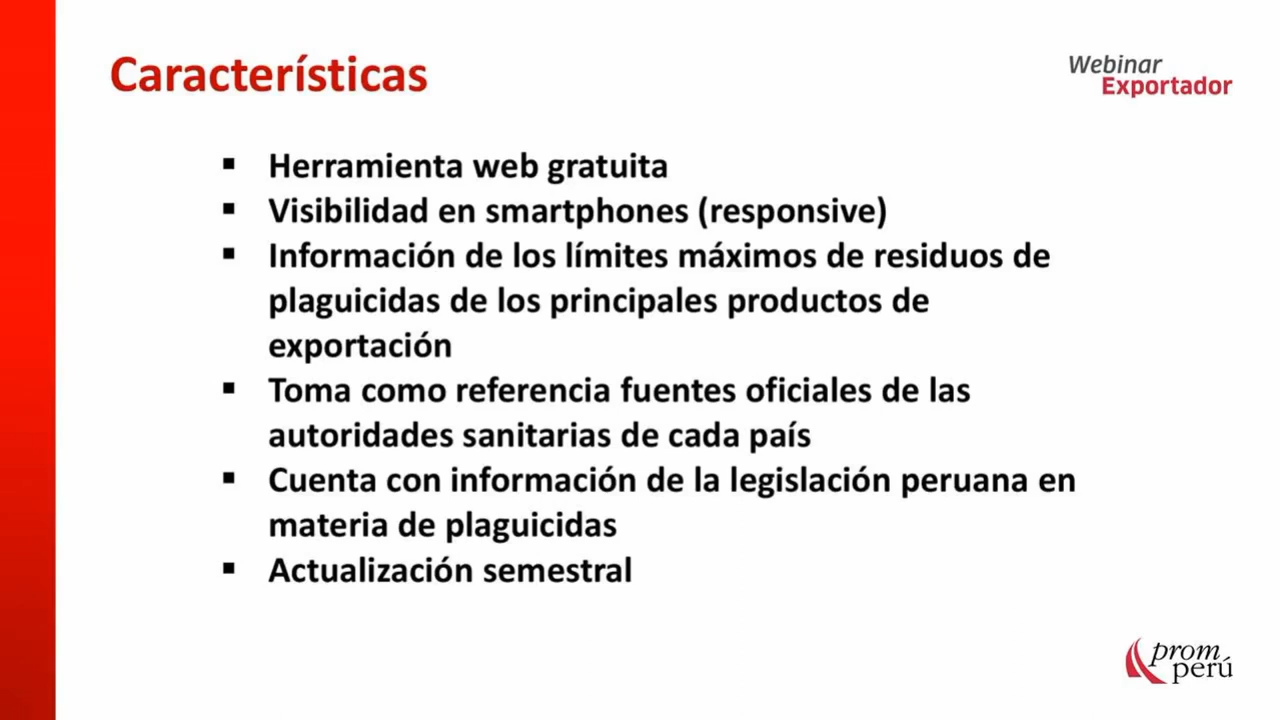 Características
Webinar
Exportador
▪ Herramienta web gratuita
▪ Visibilidad en smartphones (responsive)
▪ Información de los límites máximos de residuos de
plaguicidas de los principales productos de
exportación
▪ Toma como referencia fuentes oficiales de las
autoridades sanitarias de cada país
▪ Cuenta con información de la legislación peruana en
materia de plaguicidas
▪ Actualización semestral
prom
perú